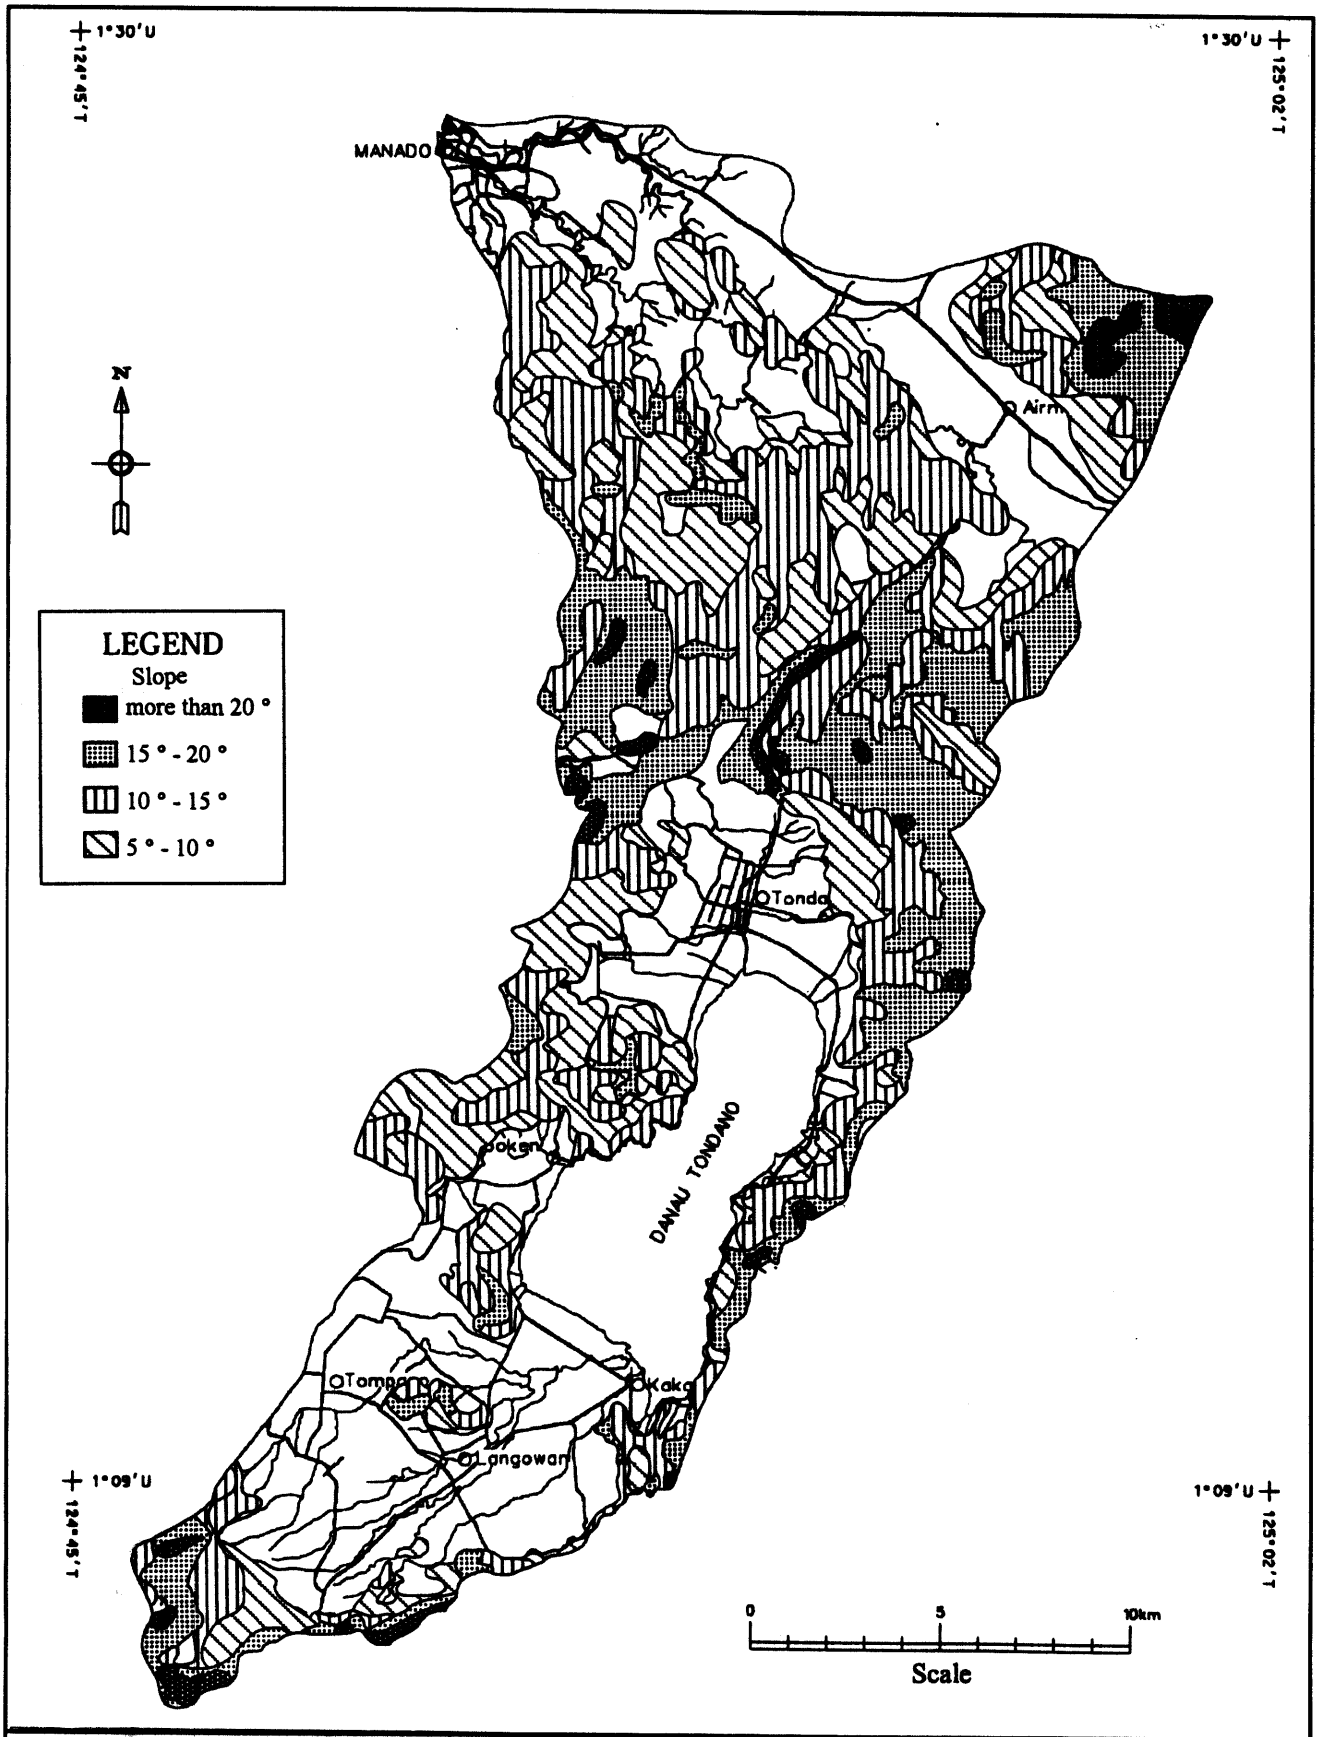 1°30'U
1°30'U
124°45'T
125°02'T
MANADO
N
Airm
LEGEND
Slope
more than 20 °
15 ° - 20 °
10 ° - 15 °
5 ° - 10 °
Tonda
DANAU TONDANO
Kaka
Langowan
1°09'U
1°09'U
124°45'T
125°02'T
0
5
10km
Scale